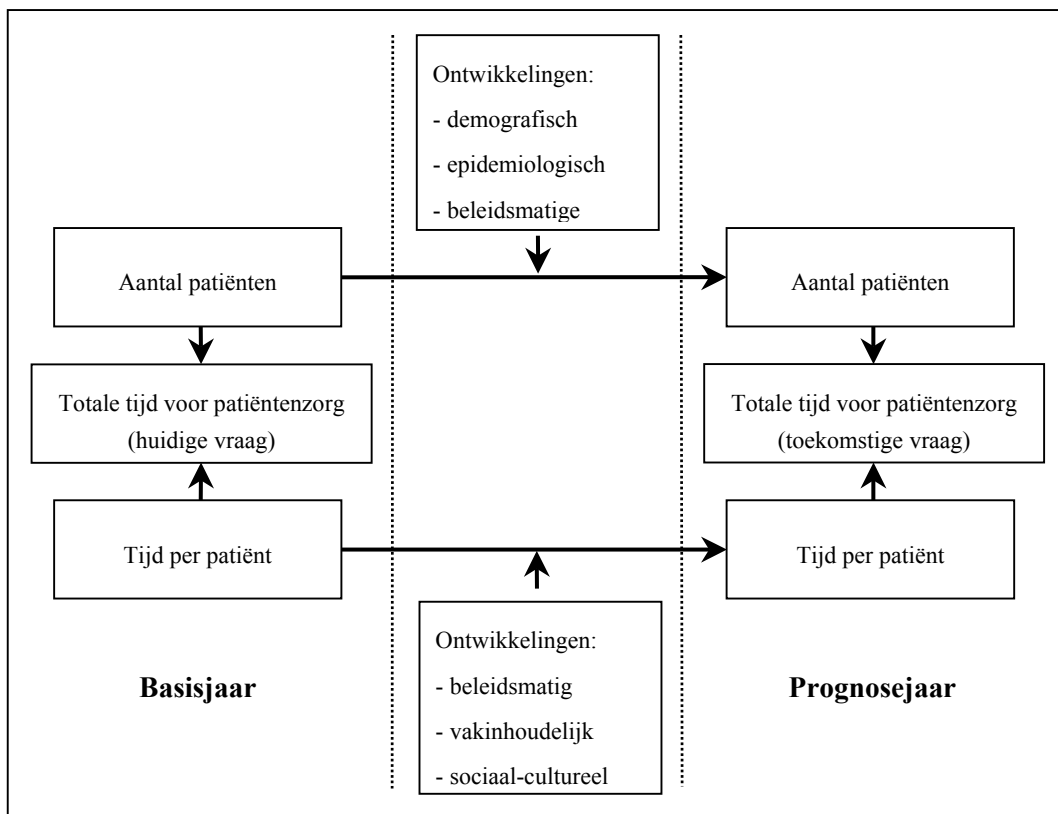 Ontwikkelingen:
- demografisch
- epidemiologisch
- beleidsmatige
Aantal patiënten
Aantal patiënten
Totale tijd voor patiëntenzorg
(huidige vraag)
Totale tijd voor patiëntenzorg
(toekomstige vraag)
Tijd per patiënt
Tijd per patiënt
Ontwikkelingen:
- beleidsmatig
- vakinhoudelijk
- sociaal-cultureel
Basisjaar
Prognosejaar